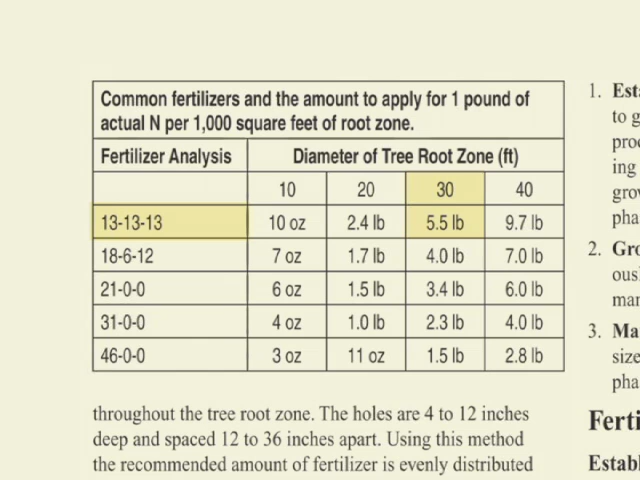 Common fertilizers and the amount to apply for 1 pound of
actual N per 1,000 square feet of root zone.
Fertilizer Analysis Diameter of Tree Root Zone (ft)
10 20 30 40
13-13-13 10 oz 2.4 lb 5.5 lb 9.7 lb
18-6-12 7 oz 1.7 lb 4.0 lb 7.0 lb
21-0-0 6 oz 1.5 lb 3.4 lb 6.0 lb
31-0-0 4 oz 1.0 lb 2.3 lb 4.0 lb
46-0-0 3 oz 11 oz 1.5 lb 2.8 lb
throughout the tree root zone. The holes are 4 to 12 inches
deep and spaced 12 to 36 inches apart. Using this method
the recommended amount of fertilizer is evenly distributed
1.
to
2.
3.